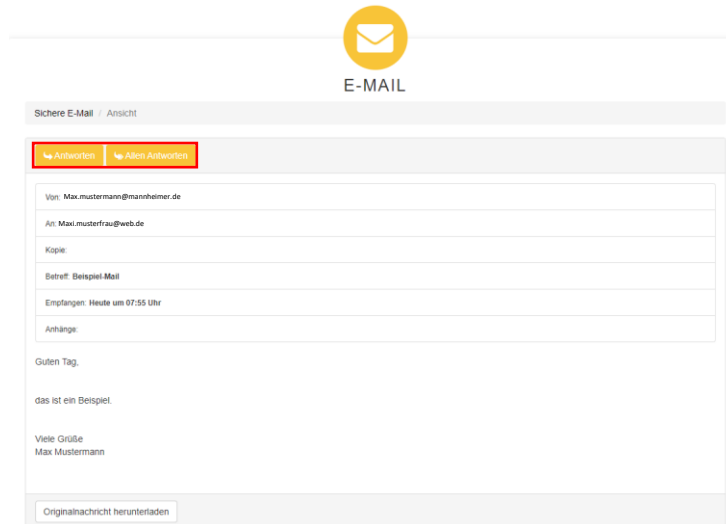 E-MAIL
Sichere E-Mail / Ansicht
Antworten Allen Antworten
Von: Max.mustermann@mannheimer.de
An: Maxi.musterfrau@web.de
Kopie:
Betreff: Beispiel-Mail
Empfangen: Heute um 07:55 Uhr
Anhänge:
Guten Tag,
das ist ein Beispiel.
Viele Grüße
Max Mustermann
Originalnachricht herunterladen